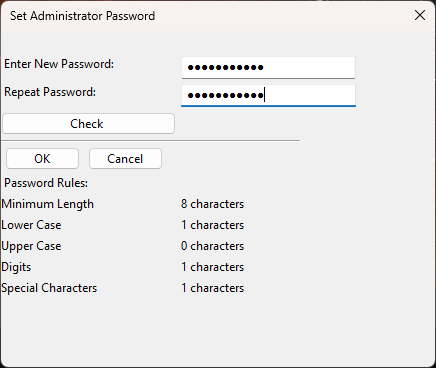 Set Administrator Password
Enter New Password: ●●●●●●●●●●●
Repeat Password: ●●●●●●●●●●●
Check
OK Cancel
Password Rules:
Minimum Length 8 characters
Lower Case 1 characters
Upper Case 0 characters
Digits 1 characters
Special Characters 1 characters